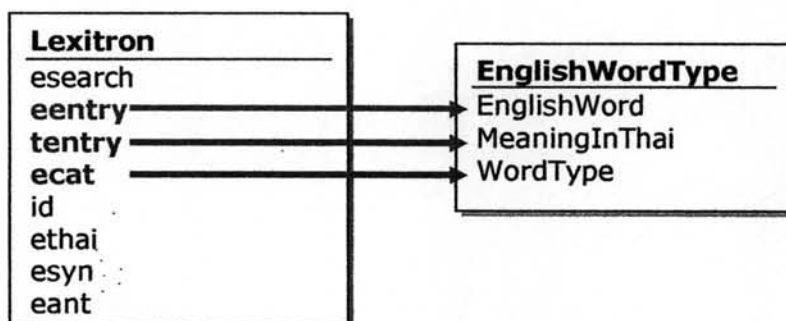 Lexitron
esearch
eentry
tentry
ecat
id
ethai
esyn
eant
EnglishWordType
EnglishWord
MeaningInThai
WordType